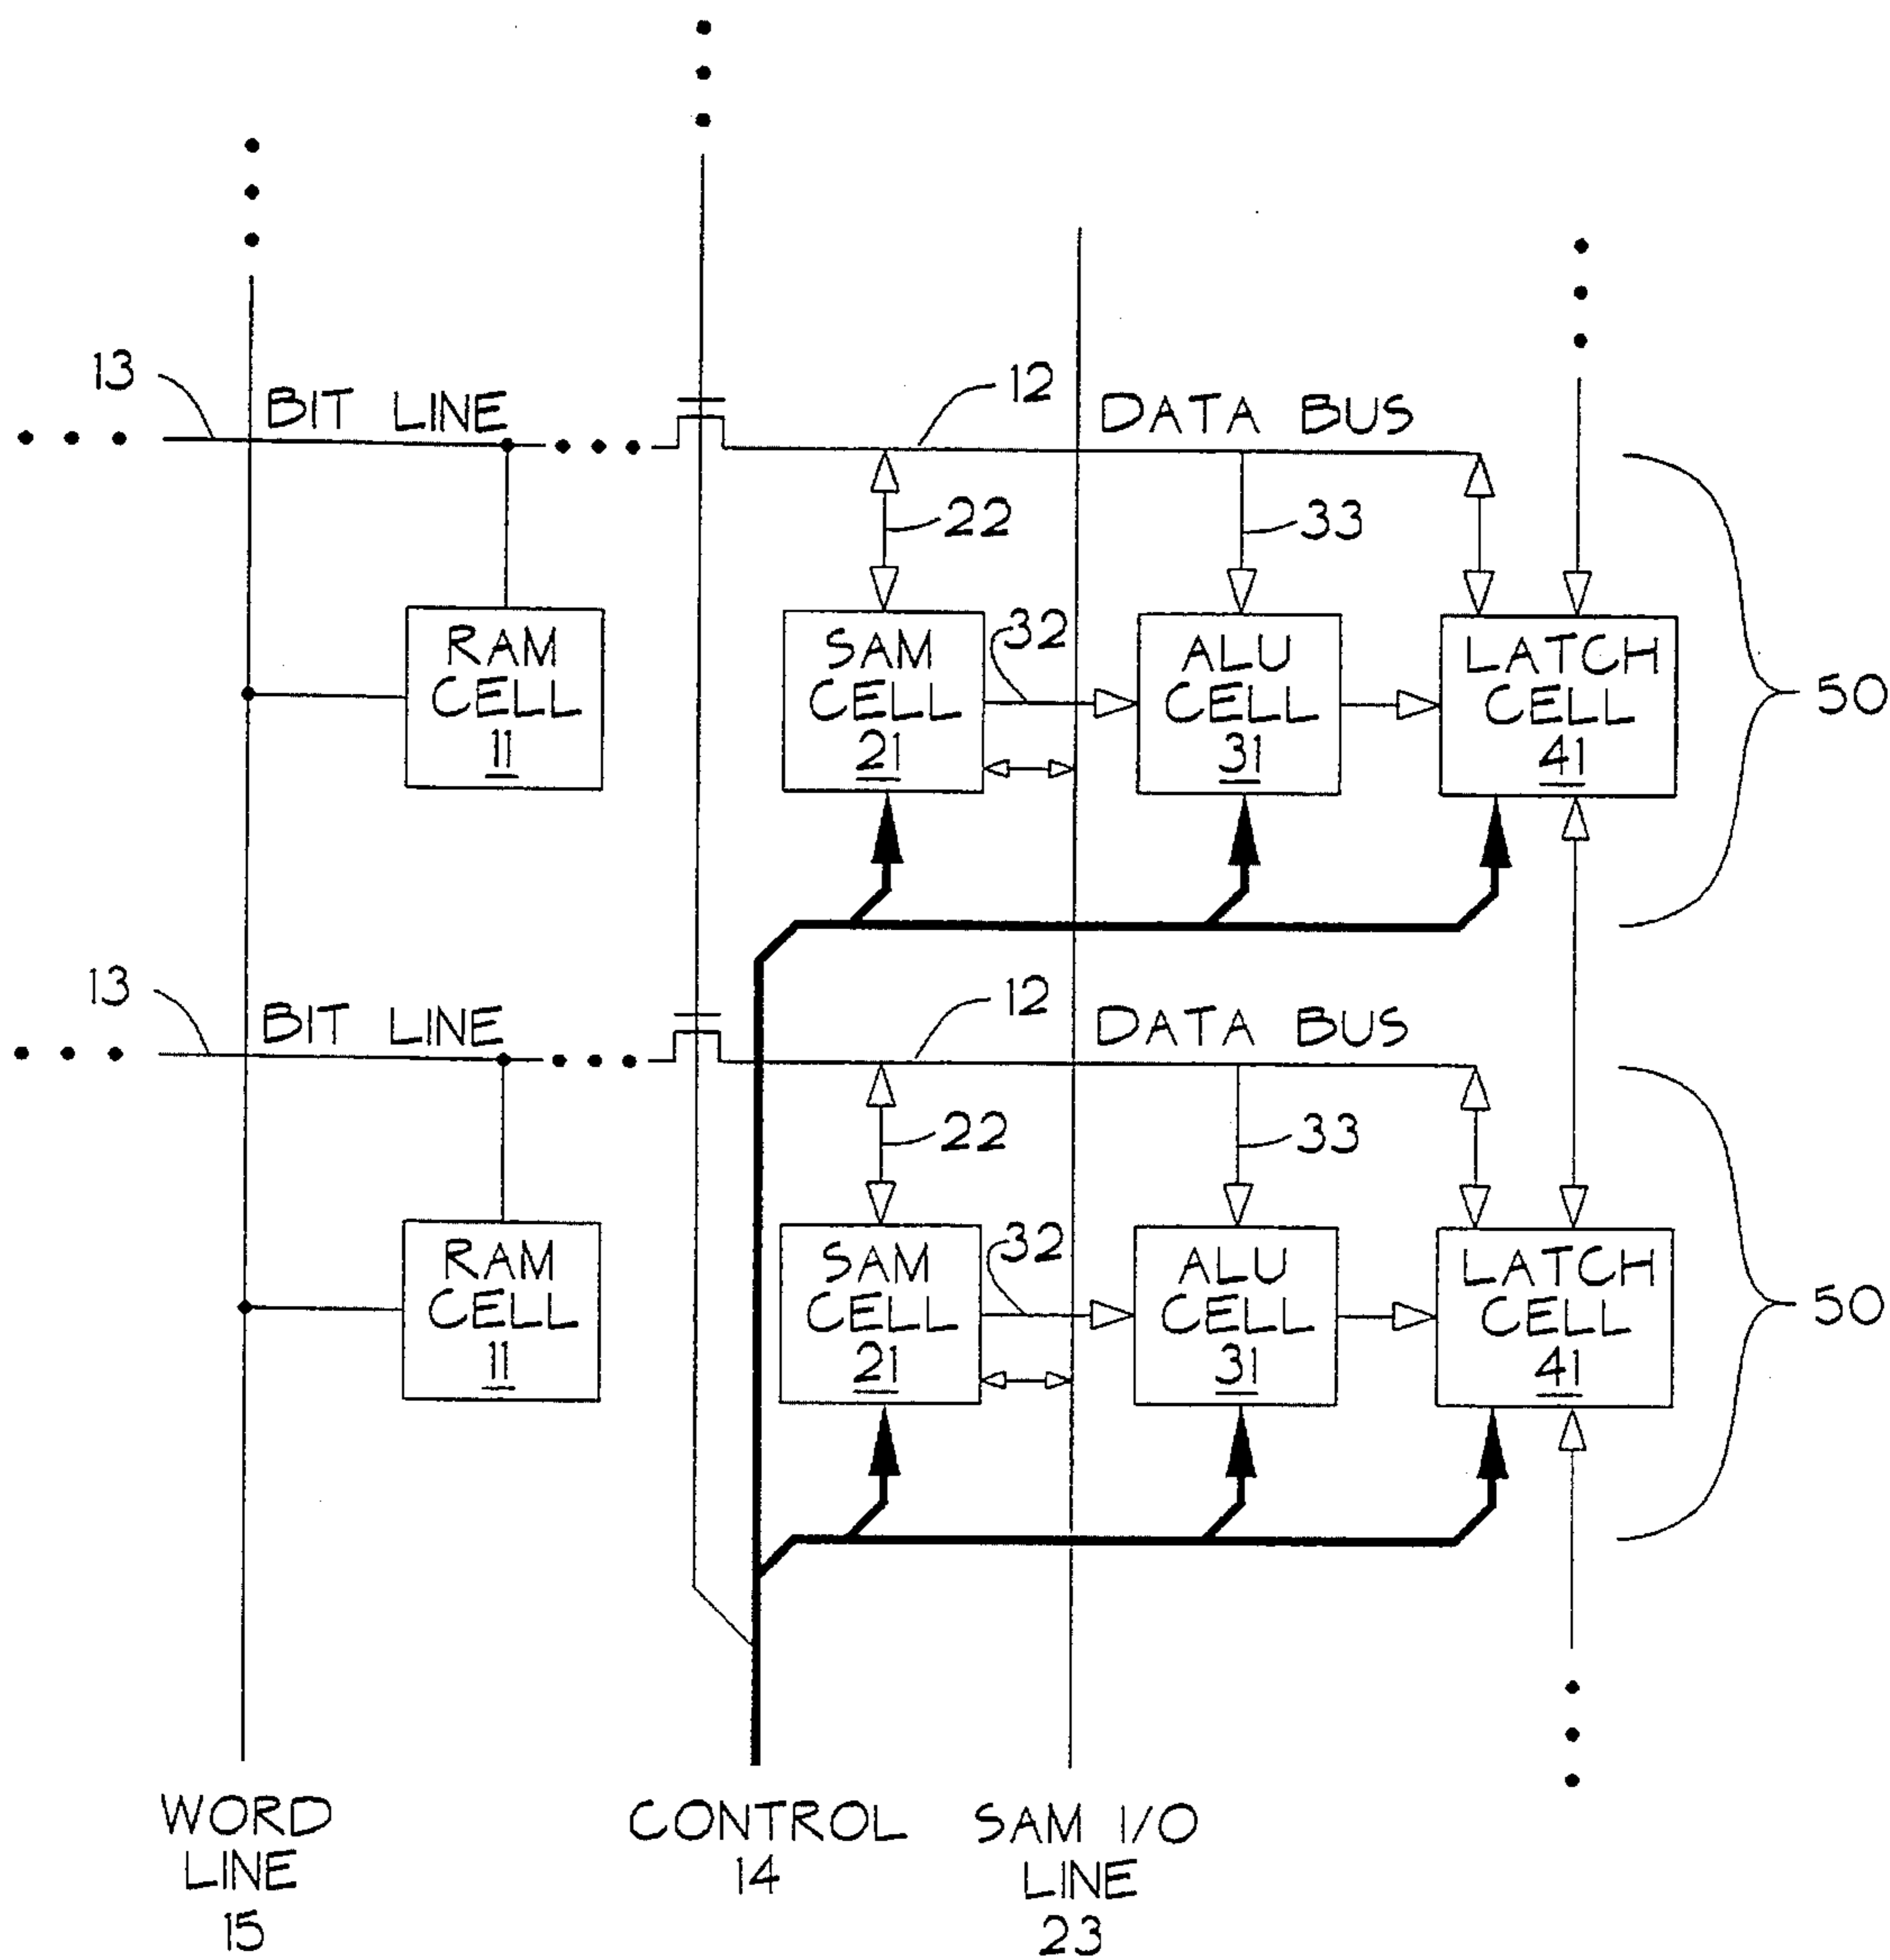 13
BIT LINE
12
DATA BUS
22
33
RAM
CELL
11
SAM
CELL
21
32
ALU
CELL
31
LATCH
CELL
41
50
13
BIT LINE
12
DATA BUS
22
33
RAM
CELL
11
SAM
CELL
21
32
ALU
CELL
31
LATCH
CELL
41
50
WORD
LINE
15
CONTROL
14
SAM I/O
LINE
23